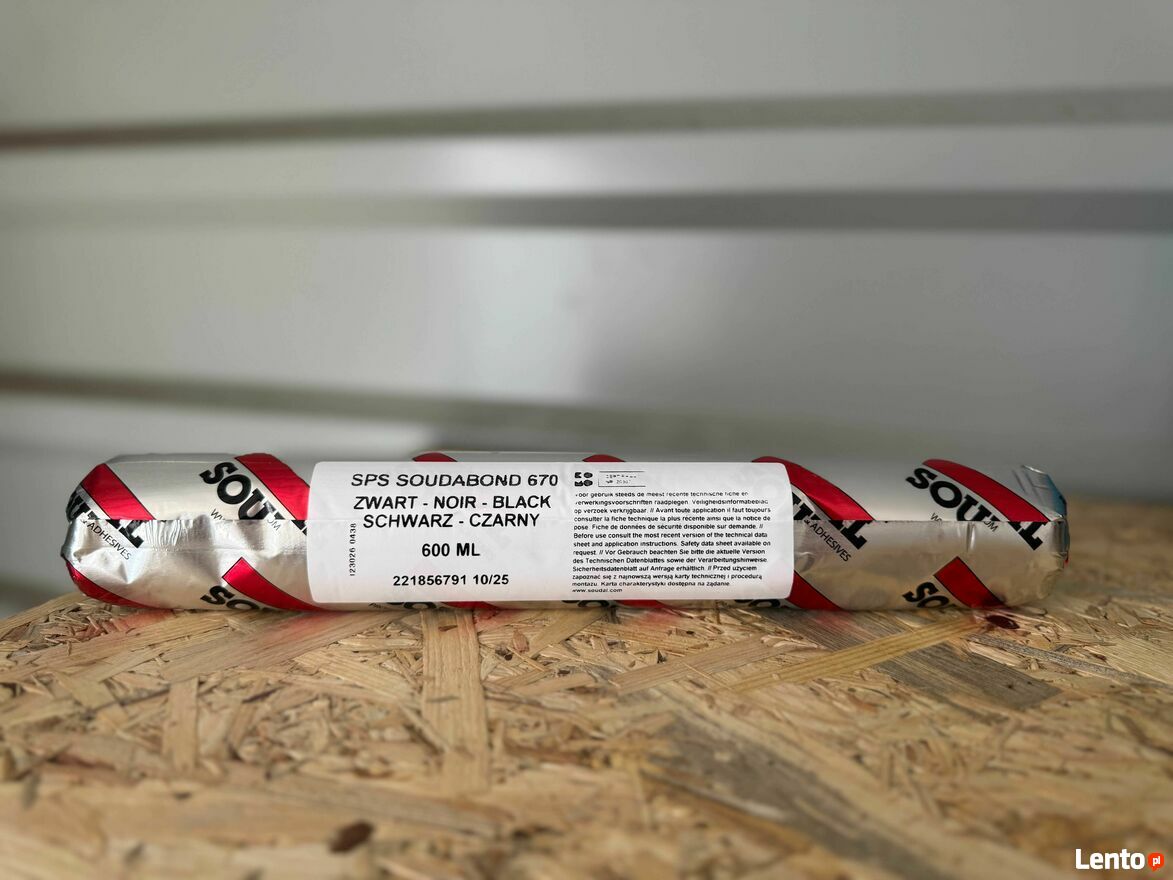 SOUDAL
ADHESIVES
SPS SOUDABOND 670
ZWART - NOIR - BLACK
SCHWARZ - CZARNY
600 ML
221856791 10/25
123026 0438
Voor gebruik steeds de meest recente technische fiche en
verwerkingsvoorschriften raadplegen. Veiligheidsinformatieblad
op verzoek verkrijgbaar. // Avant toute application il faut toujours
consulter la fiche technique la plus récente ainsi que la notice de
pose. Fiche de données de sécurité disponible sur demande. //
Before use consult the most recent version of the technical data
sheet and application instructions. Safety data sheet available on
request. // Vor Gebrauch beachten Sie bitte die aktuelle Version
des Technischen Datenblattes sowie der Verarbeitungshinweise.
Sicherheitsdatenblatt auf Anfrage erhältlich. // Przed użyciem
zapoznać się z najnowszą wersją karty technicznej i procedurą
montażu. Karta charakterystyki dostępna na żądanie.
www.soudal.com
SOUDAL
ADHESIVES
SOUDAL
Lento.pl